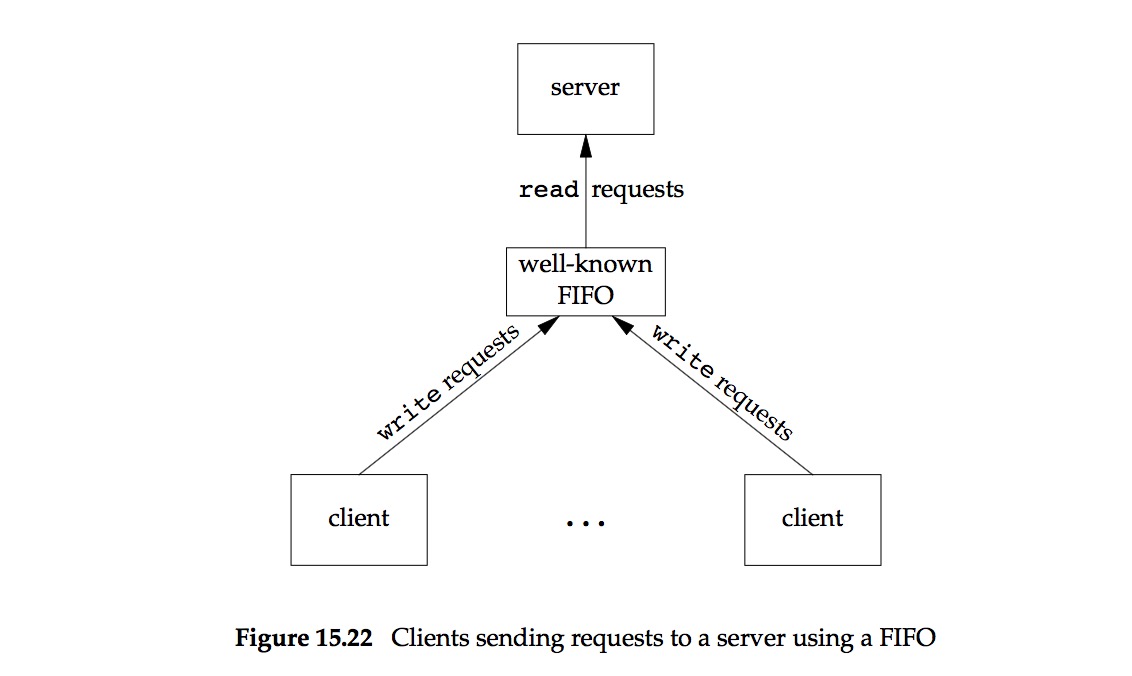 server
read requests
well-known
FIFO
write requests
write requests
client
...
client
Figure 15.22 Clients sending requests to a server using a FIFO